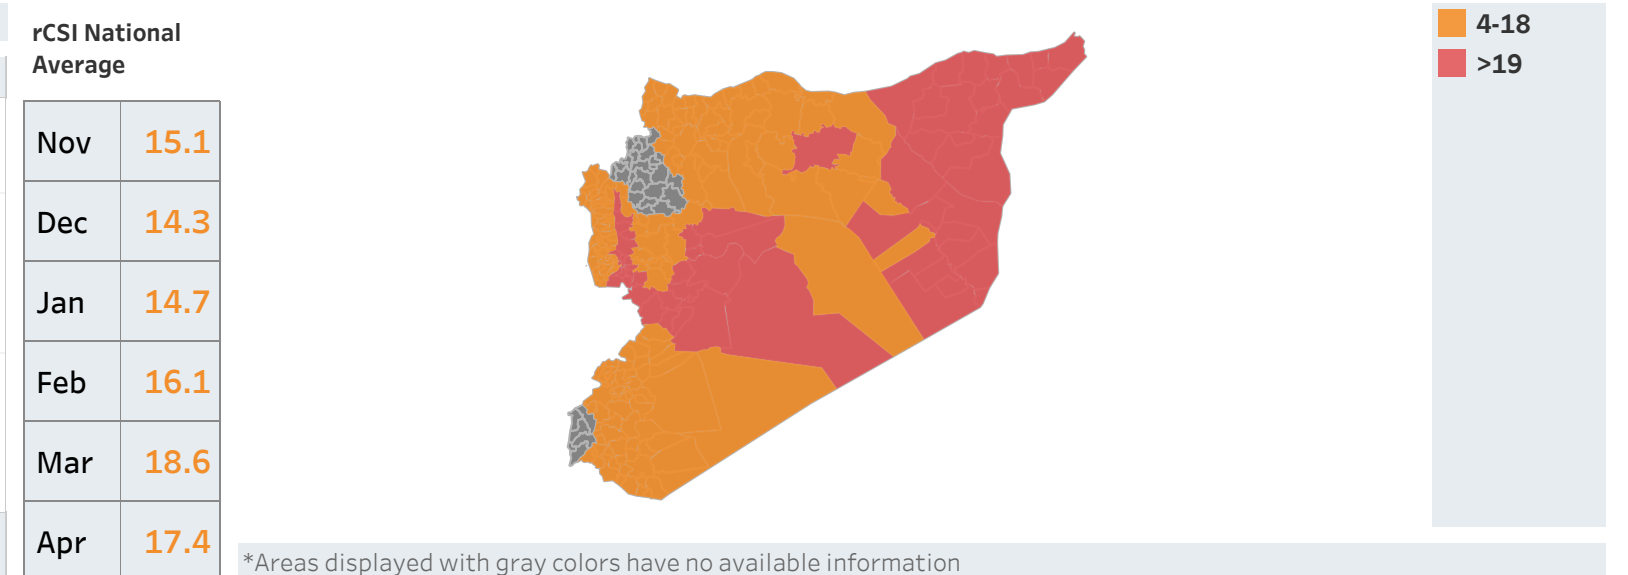 rCSI National
Average
Nov 15.1
Dec 14.3
Jan 14.7
Feb 16.1
Mar 18.6
Apr 17.4
4-18
>19
*Areas displayed with gray colors have no available information